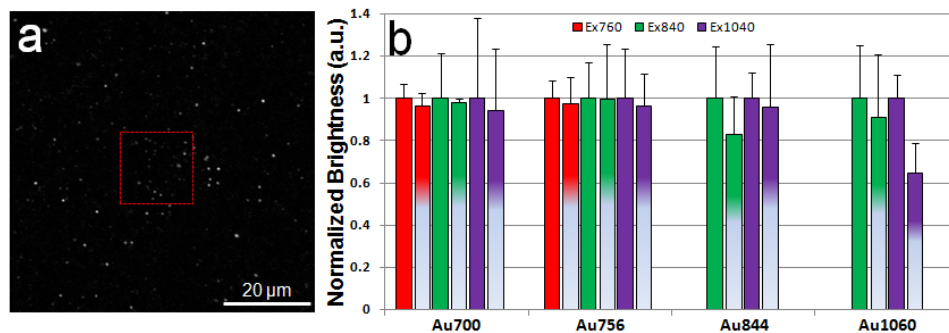 a
20 µm
b
Normalized Brightness (a.u.)
Ex760 Ex840 Ex1040
1.4
1.2
1
0.8
0.6
0.4
0.2
0
Au700 Au756 Au844 Au1060